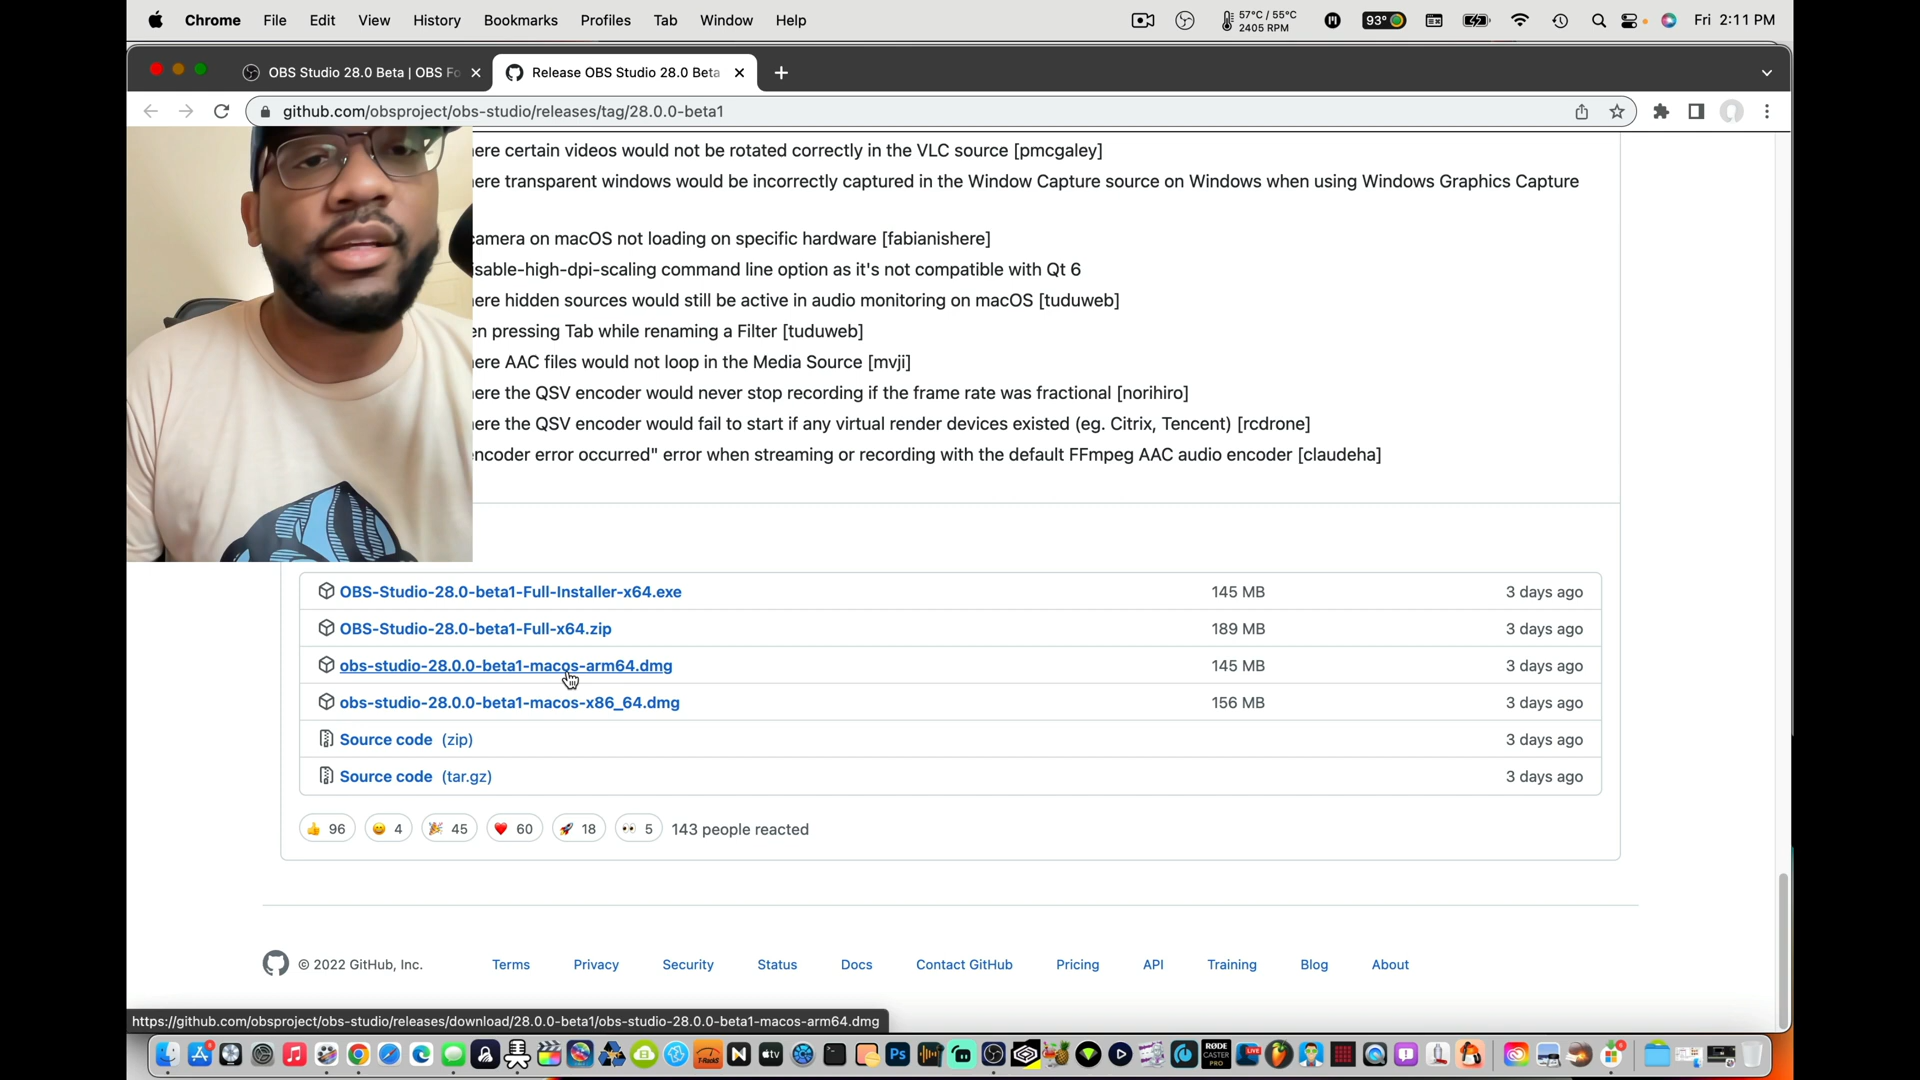 Chrome File Edit View History Bookmarks Profiles Tab Window Help 57°C / 55°C 2405 RPM 93° Fri 2:11 PM
OBS Studio 28.0 Beta | OBS Fo Release OBS Studio 28.0 Beta
github.com/obsproject/obs-studio/releases/tag/28.0.0-beta1
ere certain videos would not be rotated correctly in the VLC source [pmcgaley]
ere transparent windows would be incorrectly captured in the Window Capture source on Windows when using Windows Graphics Capture
camera on macOS not loading on specific hardware [fabianishere]
isable-high-dpi-scaling command line option as it's not compatible with Qt 6
ere hidden sources would still be active in audio monitoring on macOS [tuduweb]
en pressing Tab while renaming a Filter [tuduweb]
ere AAC files would not loop in the Media Source [mvji]
ere the QSV encoder would never stop recording if the frame rate was fractional [norihiro]
ere the QSV encoder would fail to start if any virtual render devices existed (eg. Citrix, Tencent) [rcdrone]
encoder error occurred" error when streaming or recording with the default FFmpeg AAC audio encoder [claudeha]
OBS-Studio-28.0-beta1-Full-Installer-x64.exe 145 MB 3 days ago
OBS-Studio-28.0-beta1-Full-x64.zip 189 MB 3 days ago
obs-studio-28.0.0-beta1-macos-arm64.dmg 145 MB 3 days ago
obs-studio-28.0.0-beta1-macos-x86_64.dmg 156 MB 3 days ago
Source code (zip) 3 days ago
Source code (tar.gz) 3 days ago
96 4 45 60 18 5 143 people reacted
© 2022 GitHub, Inc. Terms Privacy Security Status Docs Contact GitHub Pricing API Training Blog About
https://github.com/obsproject/obs-studio/releases/download/28.0.0-beta1/obs-studio-28.0.0-beta1-macos-arm64.dmg
tv Ps RODE CASTER PRO LIVE